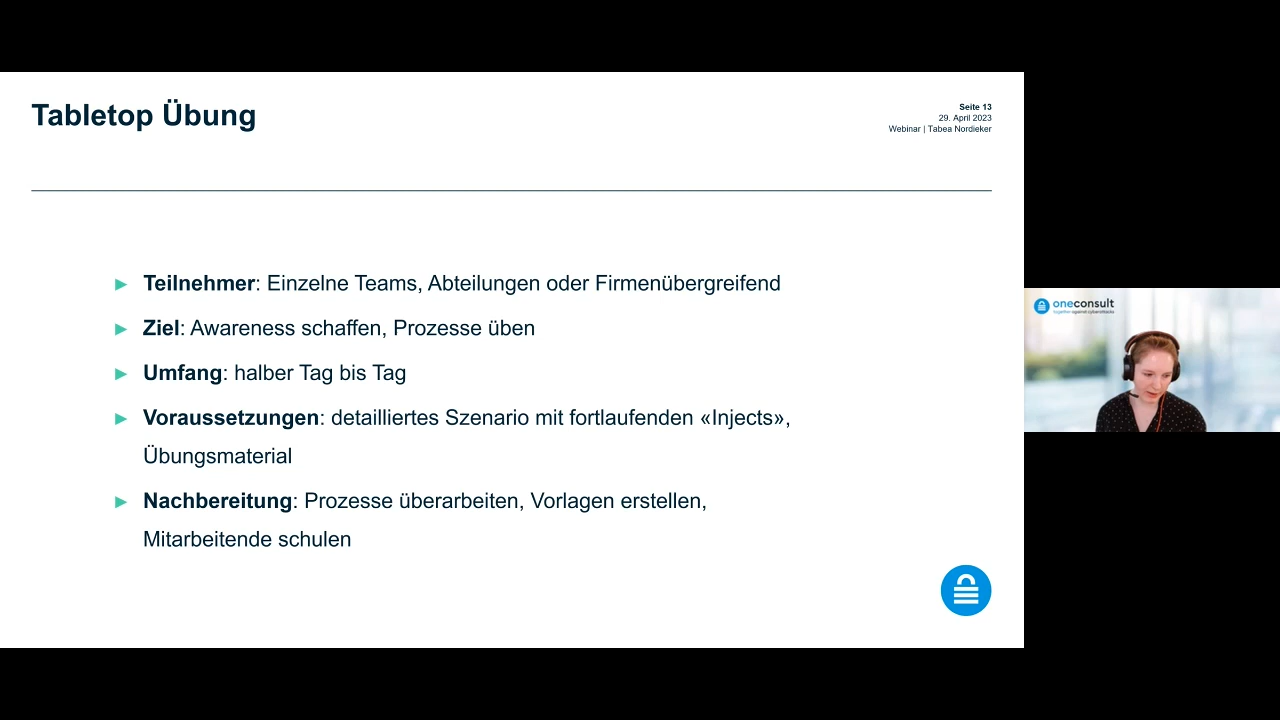 Tabletop Übung
Seite 13
29. April 2023
Webinar | Tabea Nordieker
► Teilnehmer: Einzelne Teams, Abteilungen oder Firmenübergreifend
► Ziel: Awareness schaffen, Prozesse üben
► Umfang: halber Tag bis Tag
► Voraussetzungen: detailliertes Szenario mit fortlaufenden «Injects»,
Übungsmaterial
► Nachbereitung: Prozesse überarbeiten, Vorlagen erstellen,
Mitarbeitende schulen
oneconsult
together against cyberattacks